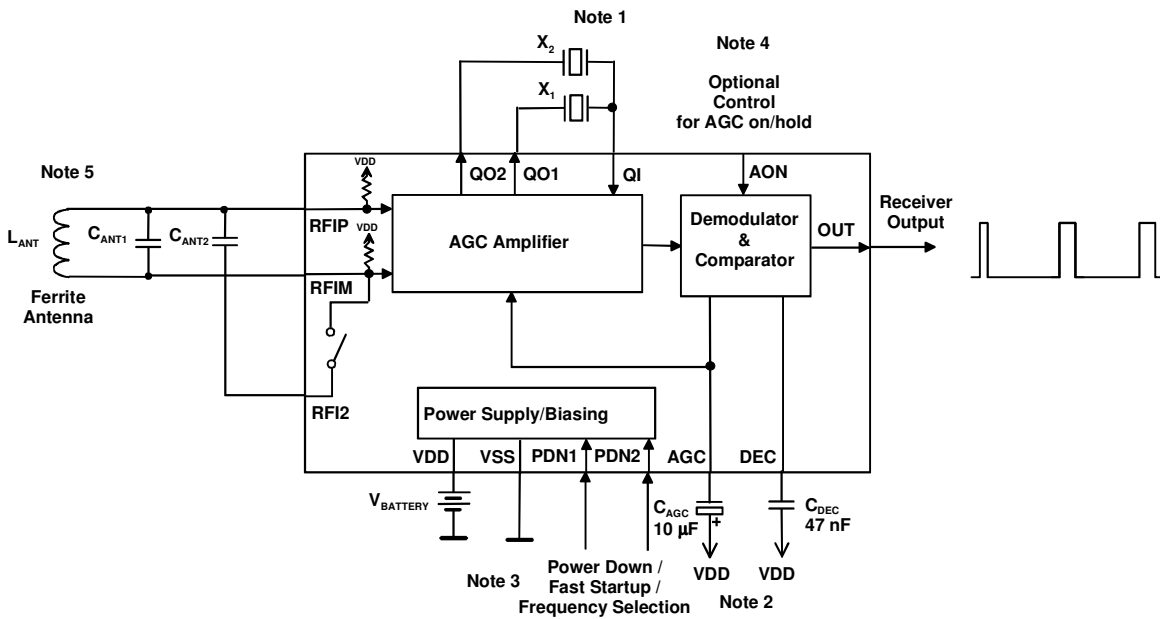 Note 1
X2
Note 4
Optional
Control
for AGC on/hold
X1
Note 5
VDD
QO2
QO1
QI
AON
Receiver
Output
RFIP
LANT
CANT1
CANT2
VDD
AGC Amplifier
Demodulator
&
Comparator
OUT
RFIM
Ferrite
Antenna
RFI2
Power Supply/Biasing
VDD
VSS
PDN1
PDN2
AGC
DEC
VBATTERY
CAGC
10 µF
+
CDEC
47 nF
Note 3
Power Down /
Fast Startup /
Frequency Selection
VDD
VDD
Note 2